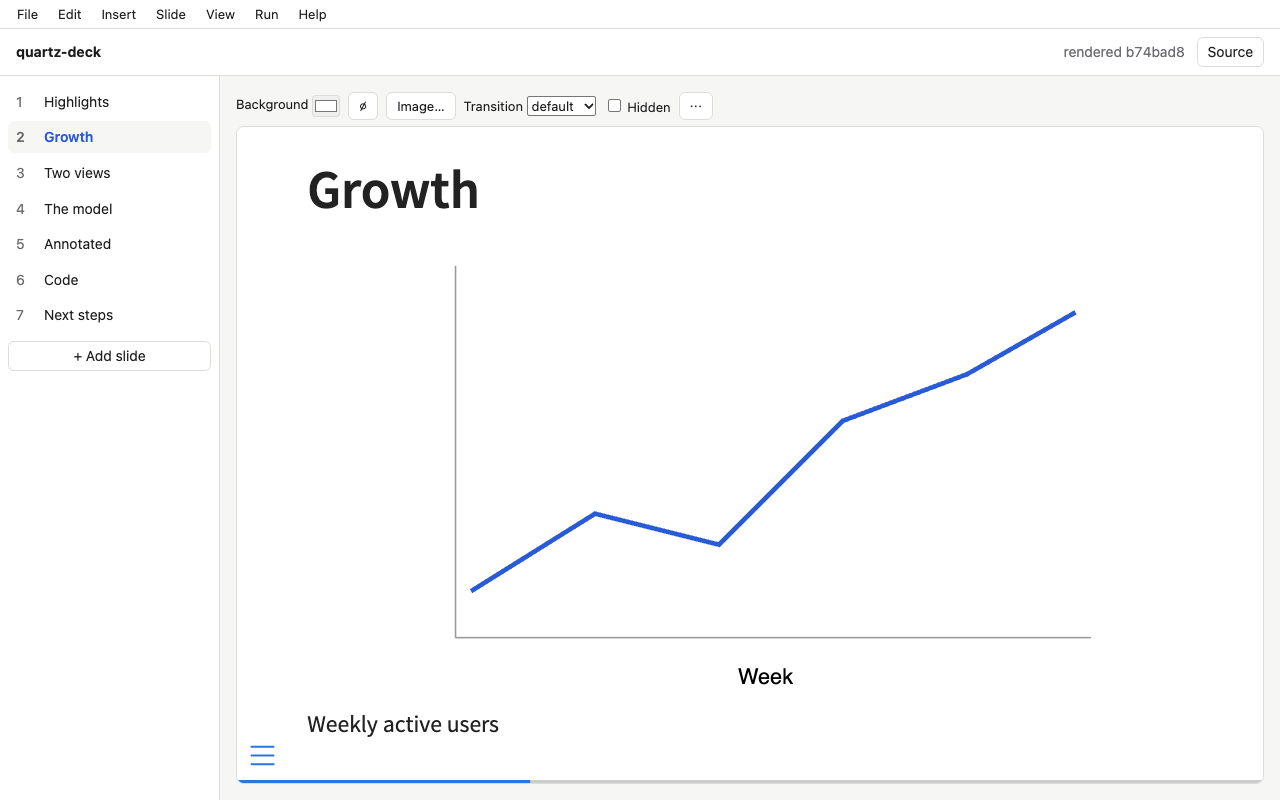 File Edit Insert Slide View Run Help
quartz-deck
rendered b74bad8 Source
1 Highlights
2 Growth
3 Two views
4 The model
5 Annotated
6 Code
7 Next steps
+ Add slide
Background ø Image... Transition default Hidden ...
Growth
Week
Weekly active users